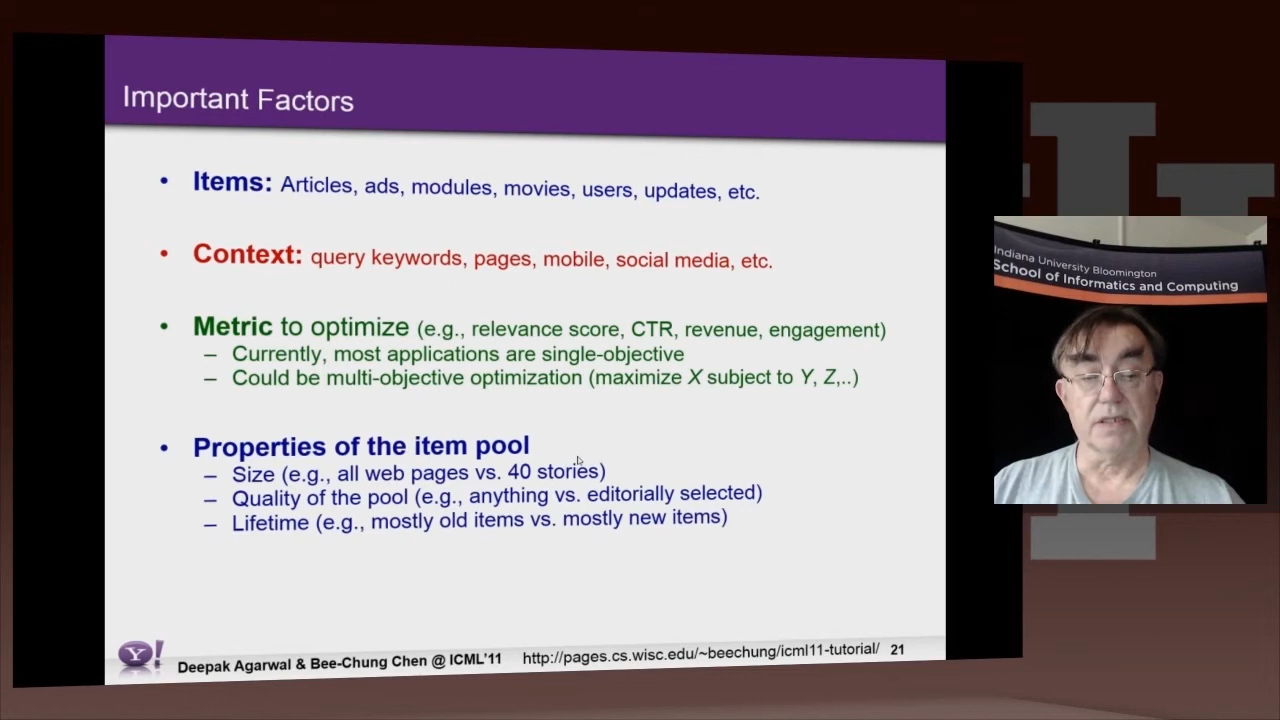 Important Factors
• Items: Articles, ads, modules, movies, users, updates, etc.
• Context: query keywords, pages, mobile, social media, etc.
• Metric to optimize (e.g., relevance score, CTR, revenue, engagement)
– Currently, most applications are single-objective
– Could be multi-objective optimization (maximize X subject to Y, Z,..)
• Properties of the item pool
– Size (e.g., all web pages vs. 40 stories)
– Quality of the pool (e.g., anything vs. editorially selected)
– Lifetime (e.g., mostly old items vs. mostly new items)
Y!
Deepak Agarwal & Bee-Chung Chen @ ICML'11 http://pages.cs.wisc.edu/~beechung/icml11-tutorial/ 21
Indiana University Bloomington
School of Informatics and Computing